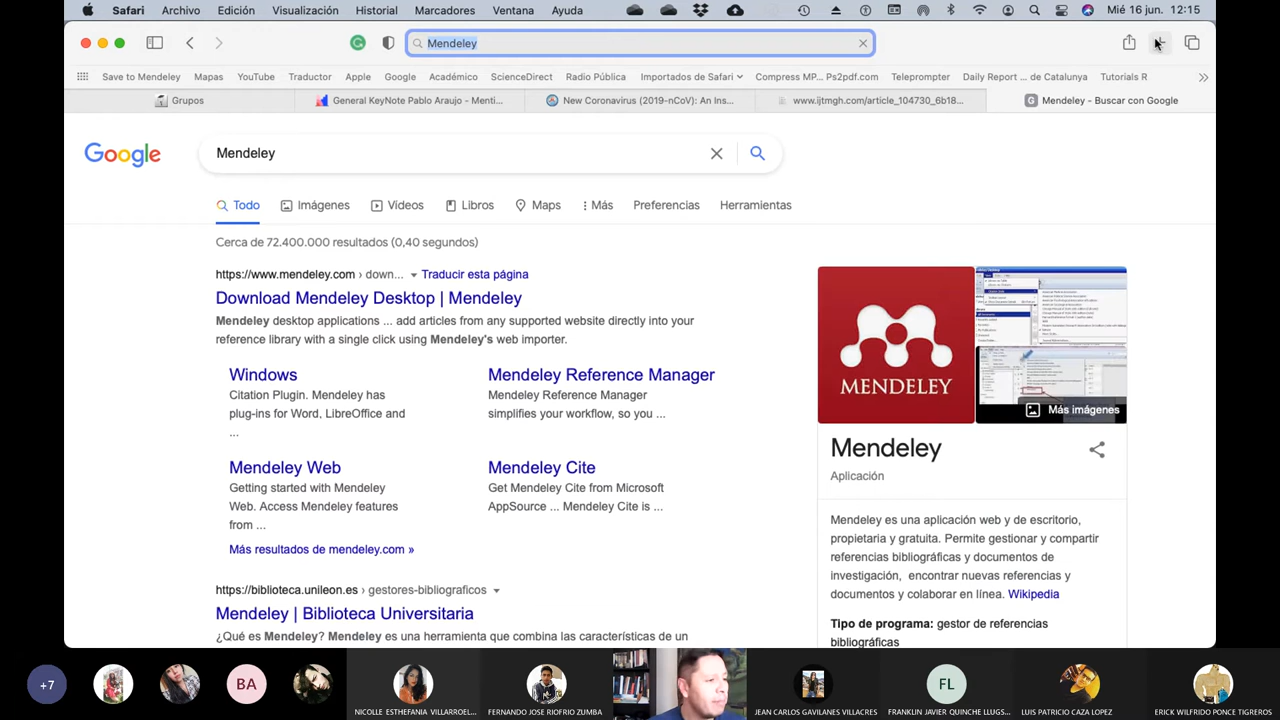 Safari Archivo Edición Visualización Historial Marcadores Ventana Ayuda Mié 16 jun. 12:15
Mendeley
Save to Mendeley Mapas YouTube Traductor Apple Google Académico ScienceDirect Radio Pública Importados de Safari Compress MP... Ps2pdf.com Teleprompter Daily Report ... de Catalunya Tutorials R
Grupos General KeyNote Pablo Araujo - Menti... New Coronavirus (2019-nCoV): An Ins... www.ijtmgh.com/article_104730_6b18... G Mendeley - Buscar con Google
Google Mendeley
Todo Imágenes Vídeos Libros Maps Más Preferencias Herramientas
Cerca de 72.400.000 resultados (0,40 segundos)
https://www.mendeley.com › down... Traducir esta página
Download Mendeley Desktop | Mendeley
Mendeley add articles from any supported website directly into your
reference library with a single click using Mendeley's web importer.
Windows
Citation Plugin. Mendeley has
plug-ins for Word, LibreOffice and
...
Mendeley Reference Manager
Mendeley Reference Manager
simplifies your workflow, so you ...
Mendeley Web
Getting started with Mendeley
Web. Access Mendeley features
from ...
Mendeley Cite
Get Mendeley Cite from Microsoft
AppSource ... Mendeley Cite is ...
Más resultados de mendeley.com »
https://biblioteca.unileon.es › gestores-bibliograficos
Mendeley | Biblioteca Universitaria
¿Qué es Mendeley? Mendeley es una herramienta que combina las características de un
MENDELEY
Más imágenes
Mendeley
Aplicación
Mendeley es una aplicación web y de escritorio,
propietaria y gratuita. Permite gestionar y compartir
referencias bibliográficas y documentos de
investigación, encontrar nuevas referencias y
documentos y colaborar en línea. Wikipedia
Tipo de programa: gestor de referencias
bibliográficas
+7 BA FL
NICOLLE ESTHEFANIA VILLARROEL... FERNANDO JOSE RIOFRIO ZUMBA JEAN CARLOS GAVILANES VILLACRES FRANKLIN JAVIER QUINCHE LLUGS... LUIS PATRICIO CAZA LOPEZ ERICK WILFRIDO PONCE TIGREROS